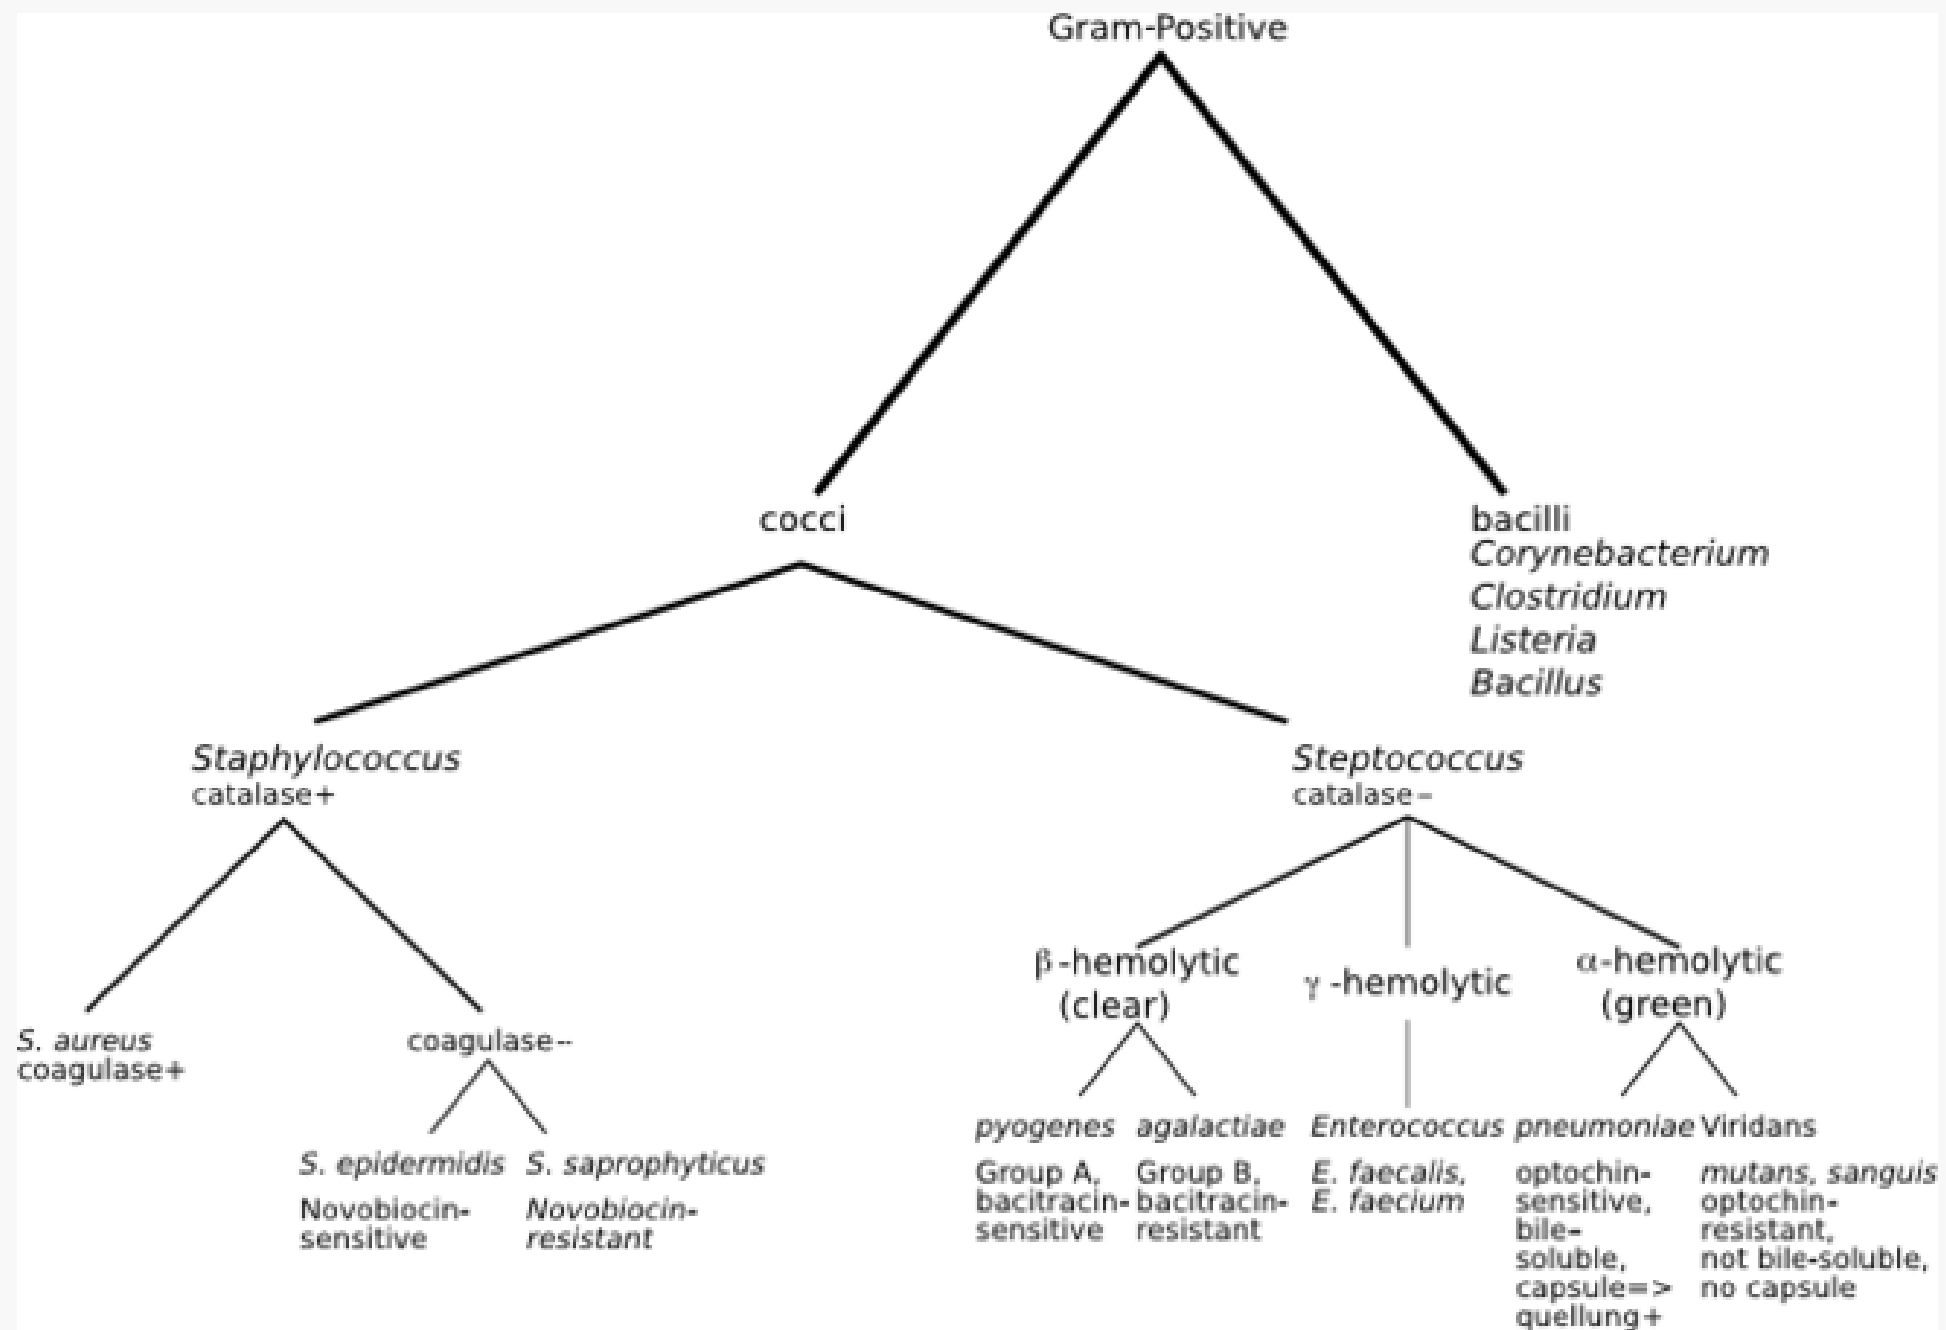 Gram-Positive
cocci
bacilli
Corynebacterium
Clostridium
Listeria
Bacillus
Staphylococcus
catalase+
Steptococcus
catalase–
S. aureus
coagulase+
coagulase–
S. epidermidis
Novobiocin-
sensitive
S. saprophyticus
Novobiocin-
resistant
β-hemolytic
(clear)
γ-hemolytic
α-hemolytic
(green)
pyogenes
Group A,
bacitracin-
sensitive
agalactiae
Group B,
bacitracin-
resistant
Enterococcus
E. faecalis,
E. faecium
pneumoniae
optochin-
sensitive,
bile-
soluble,
capsule=>
quellung+
Viridans
mutans, sanguis
optochin-
resistant,
not bile-soluble,
no capsule